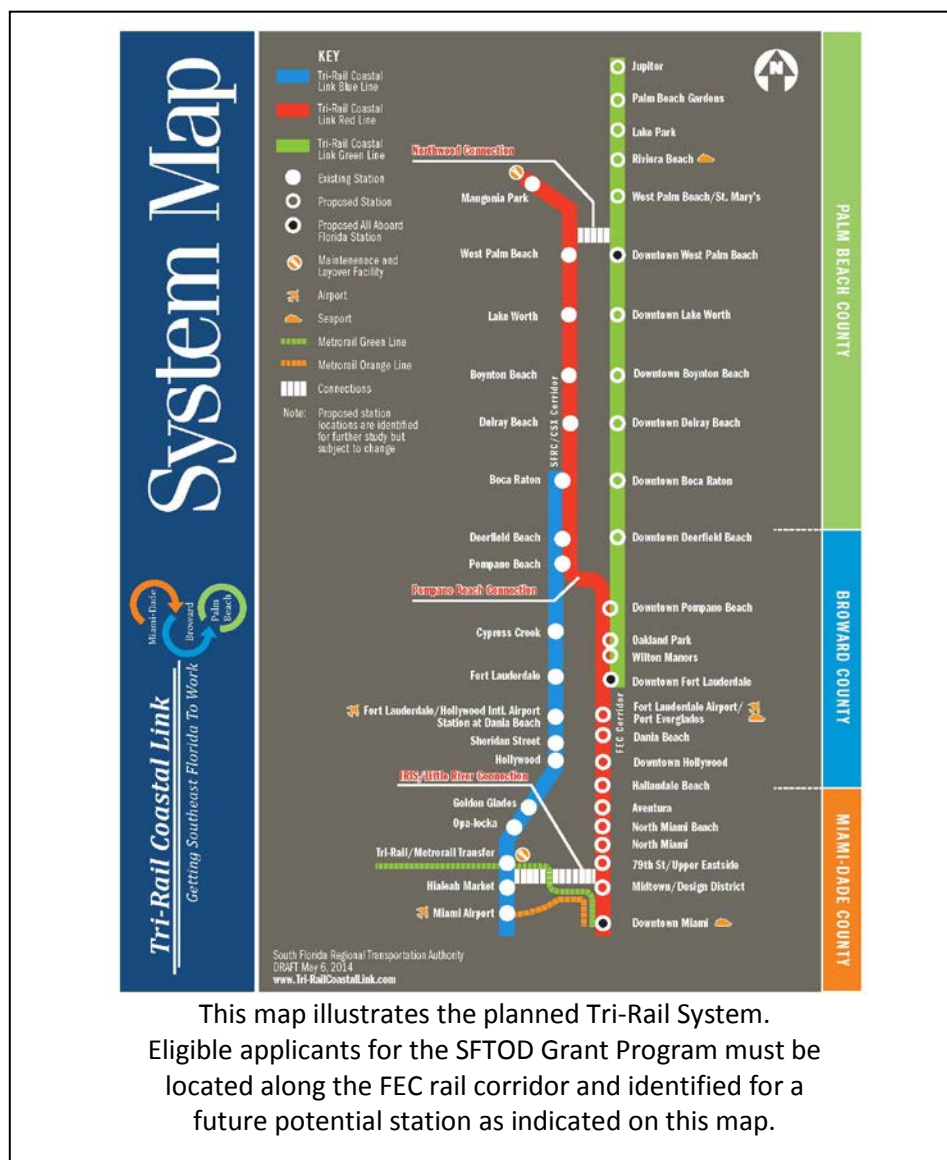 System Map
Miami-Dade
Broward
Palm
Beach
Tri-Rail Coastal Link
Getting Southeast Florida To Work
KEY
Tri-Rail Coastal
Link Blue Line
Tri-Rail Coastal
Link Red Line
Tri-Rail Coastal
Link Green Line
Existing Station
Proposed Station
Proposed All Aboard
Florida Station
Maintenenace and
Layover Facility
Airport
Seaport
Metrorail Green Line
Metrorail Orange Line
Connections
Note: Proposed station
locations are identified
for further study but
subject to change
N
Northwood Connection
Mangonia Park
West Palm Beach
Lake Worth
Boynton Beach
Delray Beach
SFRC/CSX Corridor
Boca Raton
Deerfield Beach
Pompano Beach
Pompano Beach Connection
Cypress Creek
Fort Lauderdale
Fort Lauderdale/Hollywood Intl. Airport
Station at Dania Beach
Sheridan Street
Hollywood
IRIS/Little River Connection
Golden Glades
Opa-locka
Tri-Rail/Metrorail Transfer
Hialeah Market
Miami Airport
Jupiter
Palm Beach Gardens
Lake Park
Riviera Beach
West Palm Beach/St. Mary's
Downtown West Palm Beach
Downtown Lake Worth
Downtown Boynton Beach
Downtown Delray Beach
Downtown Boca Raton
Downtown Deerfield Beach
Downtown Pompano Beach
Oakland Park
Wilton Manors
Downtown Fort Lauderdale
FEC Corridor
Fort Lauderdale Airport/
Port Everglades
Dania Beach
Downtown Hollywood
Hallandale Beach
Aventura
North Miami Beach
North Miami
79th St/Upper Eastside
Midtown/Design District
Downtown Miami
PALM BEACH COUNTY
BROWARD COUNTY
MIAMI-DADE COUNTY
South Florida Regional Transportation Authority
DRAFT May 6, 2014
www.Tri-RailCoastalLink.com
This map illustrates the planned Tri-Rail System.
Eligible applicants for the SFTOD Grant Program must be
located along the FEC rail corridor and identified for a
future potential station as indicated on this map.